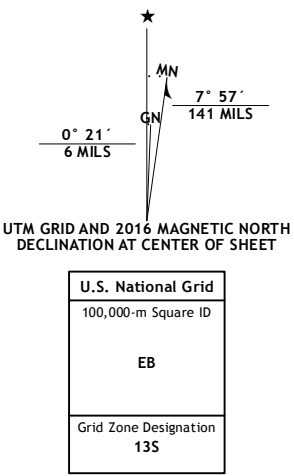 ★
MN
GN
7° 57´
141 MILS
0° 21´
6 MILS
UTM GRID AND 2016 MAGNETIC NORTH
DECLINATION AT CENTER OF SHEET
U.S. National Grid
100,000-m Square ID
EB
Grid Zone Designation
13S